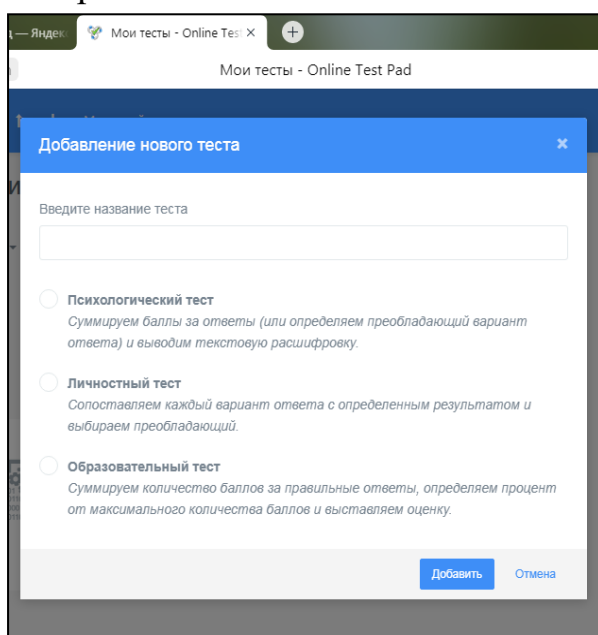 — Яндек
Мои тесты - Online Tes
Мои тесты - Online Test Pad
Добавление нового теста
Введите название теста
Психологический тест
Суммируем баллы за ответы (или определяем преобладающий вариант
ответа) и выводим текстовую расшифровку.
Личностный тест
Сопоставляем каждый вариант ответа с определенным результатом и
выбираем преобладающий.
Образовательный тест
Суммируем количество баллов за правильные ответы, определяем процент
от максимального количества баллов и выставляем оценку.
Добавить Отмена